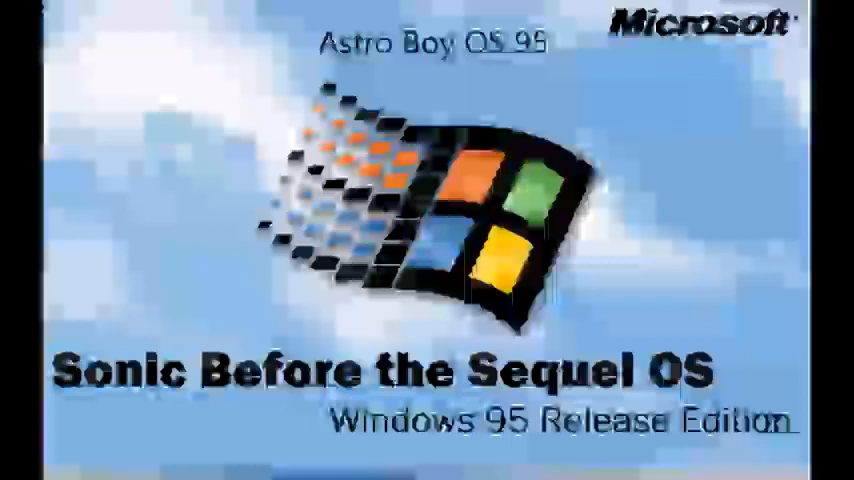 Microsoft
Astro Boy OS 95
Sonic Before the Sequel OS
Windows 95 Release Edition